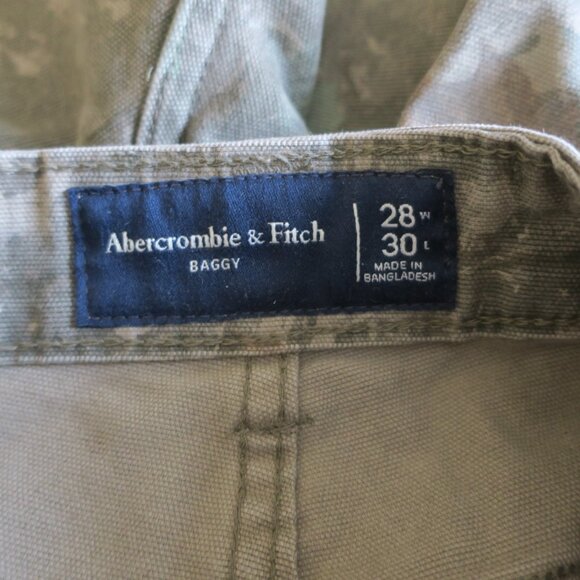 Abercrombie & Fitch
BAGGY
28 W
30 L
MADE IN
BANGLADESH